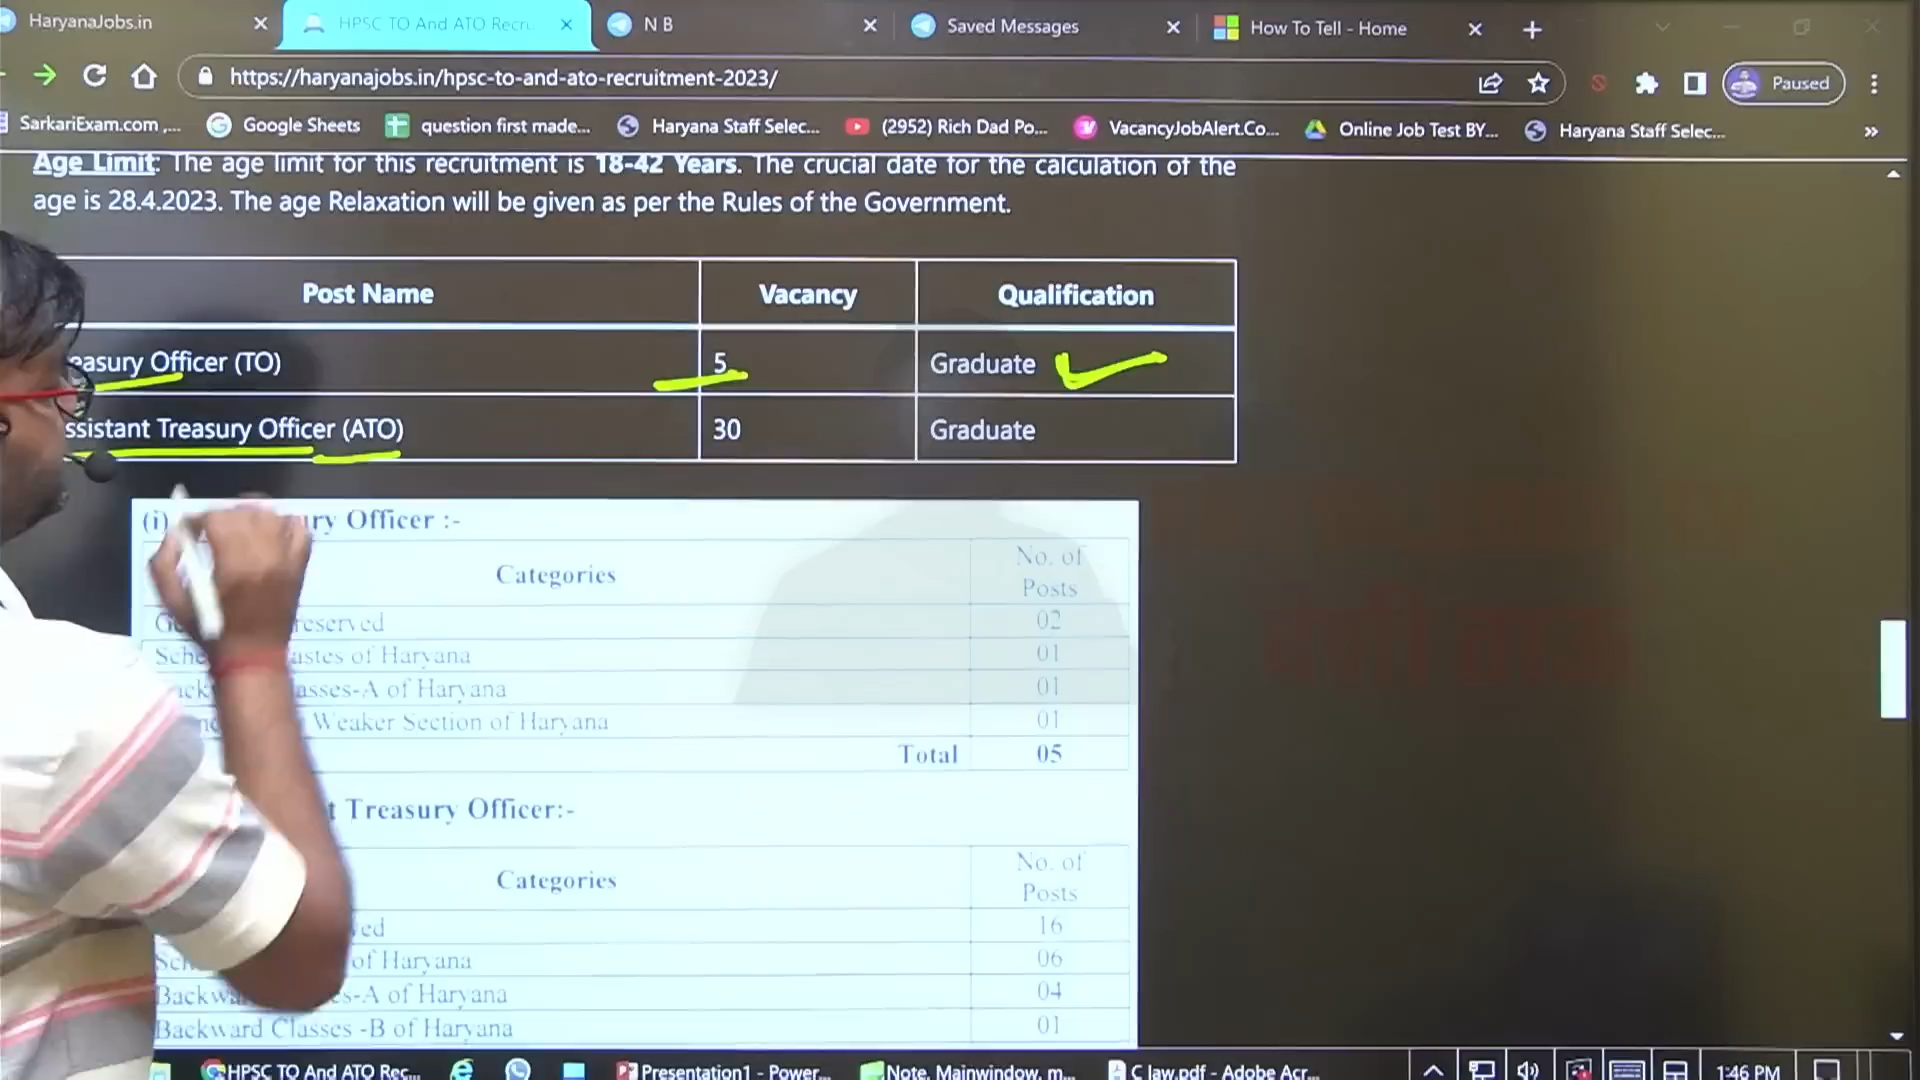 HaryanaJobs.in
HPSC TO And ATO Recru
N B
Saved Messages
How To Tell - Home
https://haryanajobs.in/hpsc-to-and-ato-recruitment-2023/
Paused
SarkariExam.com ,...
Google Sheets
question first made...
Haryana Staff Selec...
(2952) Rich Dad Po...
VacancyJobAlert.Co...
Online Job Test BY...
Haryana Staff Selec...
Age Limit: The age limit for this recruitment is 18-42 Years. The crucial date for the calculation of the
age is 28.4.2023. The age Relaxation will be given as per the Rules of the Government.
Post Name Vacancy Qualification
easury Officer (TO) 5 Graduate
ssistant Treasury Officer (ATO) 30 Graduate
(i) ury Officer :-
Categories No. of
Posts
reserved 02
Sche astes of Haryana 01
asses-A of Haryana 01
Weaker Section of Haryana 01
Total 05
t Treasury Officer:-
Categories No. of
Posts
ved 16
Sch of Haryana 06
Backwa s-A of Haryana 04
Backward Classes -B of Haryana 01
HPSC TO And ATO Rec...
Presentation1 - Power...
Note, Mainwindow, m...
C law.pdf - Adobe Acr...
1:46 PM